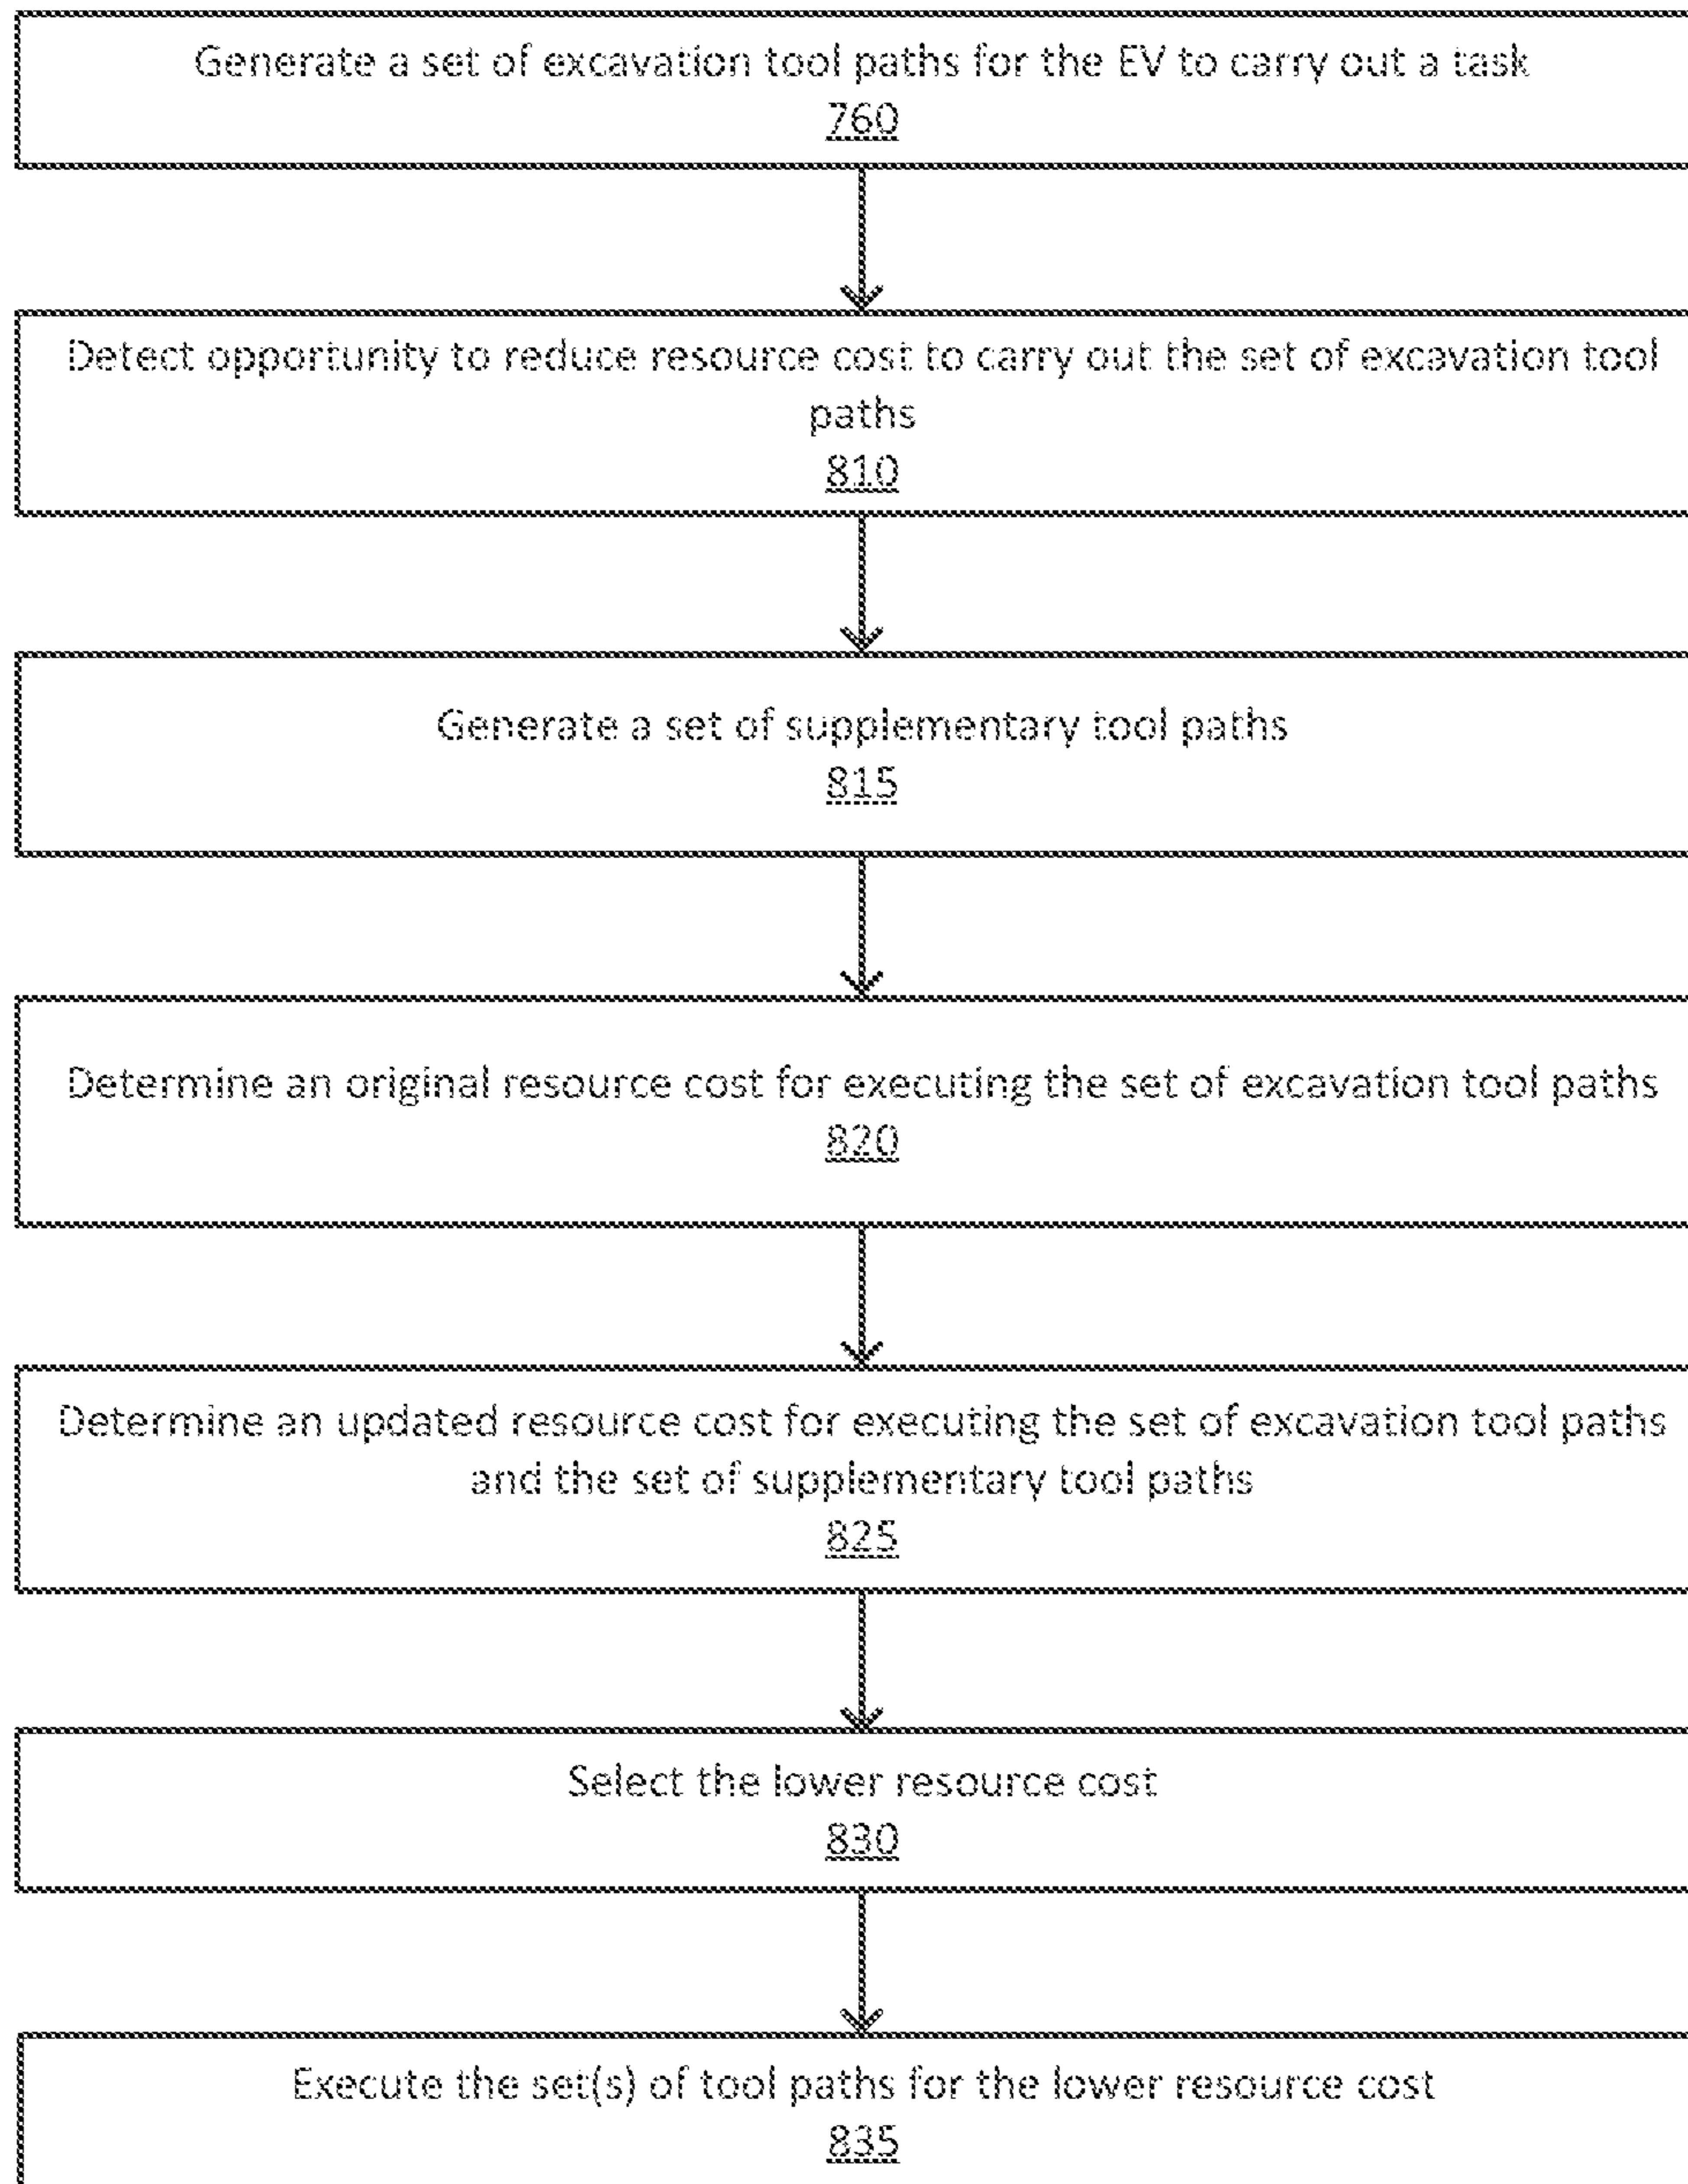 Generate a set of excavation tool paths for the EV to carry out a task
760
Detect opportunity to reduce resource cost to carry out the set of excavation tool
paths
810
Generate a set of supplementary tool paths
815
Determine an original resource cost for executing the set of excavation tool paths
820
Determine an updated resource cost for executing the set of excavation tool paths
and the set of supplementary tool paths
825
Select the lower resource cost
830
Execute the set(s) of tool paths for the lower resource cost
835